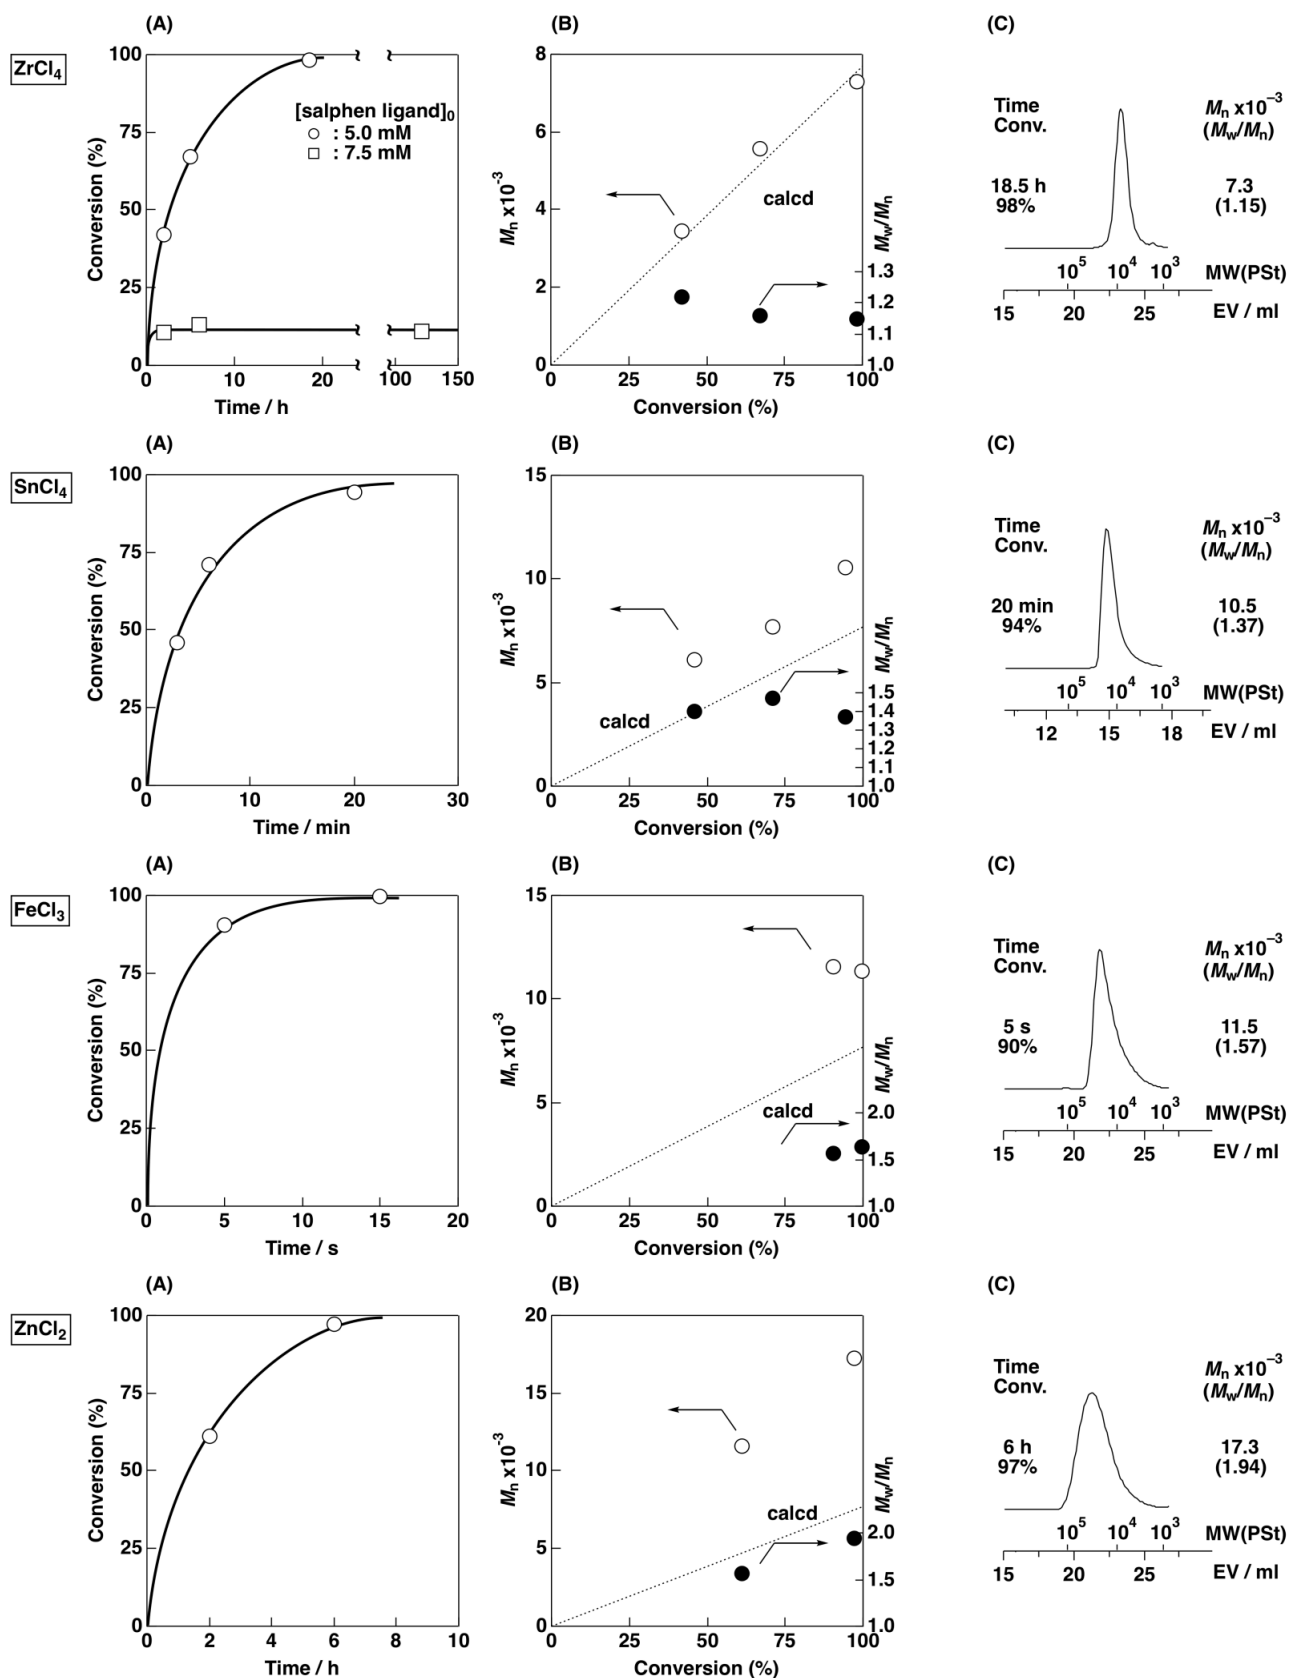 (A) (B) (C)
ZrCl4
100
75
50
25
0
Conversion (%)
[salphen ligand]0
: 5.0 mM
: 7.5 mM
0 10 20 100 150
Time / h
8
6
4
2
0
Mn x10-3
calcd
Mw/Mn
1.3
1.2
1.1
1.0
0 25 50 75 100
Conversion (%)
Time Mn x10–3
Conv. (Mw/Mn)
18.5 h 7.3
98% (1.15)
105 104 103 MW(PSt)
15 20 25 EV / ml
(A) (B) (C)
SnCl4
100
75
50
25
0
Conversion (%)
0 10 20 30
Time / min
15
10
5
0
Mn x10-3
calcd
Mw/Mn
1.5
1.4
1.3
1.2
1.1
1.0
0 25 50 75 100
Conversion (%)
Time Mn x10–3
Conv. (Mw/Mn)
20 min 10.5
94% (1.37)
105 104 103 MW(PSt)
12 15 18 EV / ml
(A) (B) (C)
FeCl3
100
75
50
25
0
Conversion (%)
0 5 10 15 20
Time / s
15
10
5
0
Mn x10-3
calcd
Mw/Mn
2.0
1.5
1.0
0 25 50 75 100
Conversion (%)
Time Mn x10–3
Conv. (Mw/Mn)
5 s 11.5
90% (1.57)
105 104 103 MW(PSt)
15 20 25 EV / ml
(A) (B) (C)
ZnCl2
100
75
50
25
0
Conversion (%)
0 2 4 6 8 10
Time / h
20
15
10
5
0
Mn x10-3
calcd
Mw/Mn
2.0
1.5
1.0
0 25 50 75 100
Conversion (%)
Time Mn x10–3
Conv. (Mw/Mn)
6 h 17.3
97% (1.94)
105 104 103 MW(PSt)
15 20 25 EV / ml